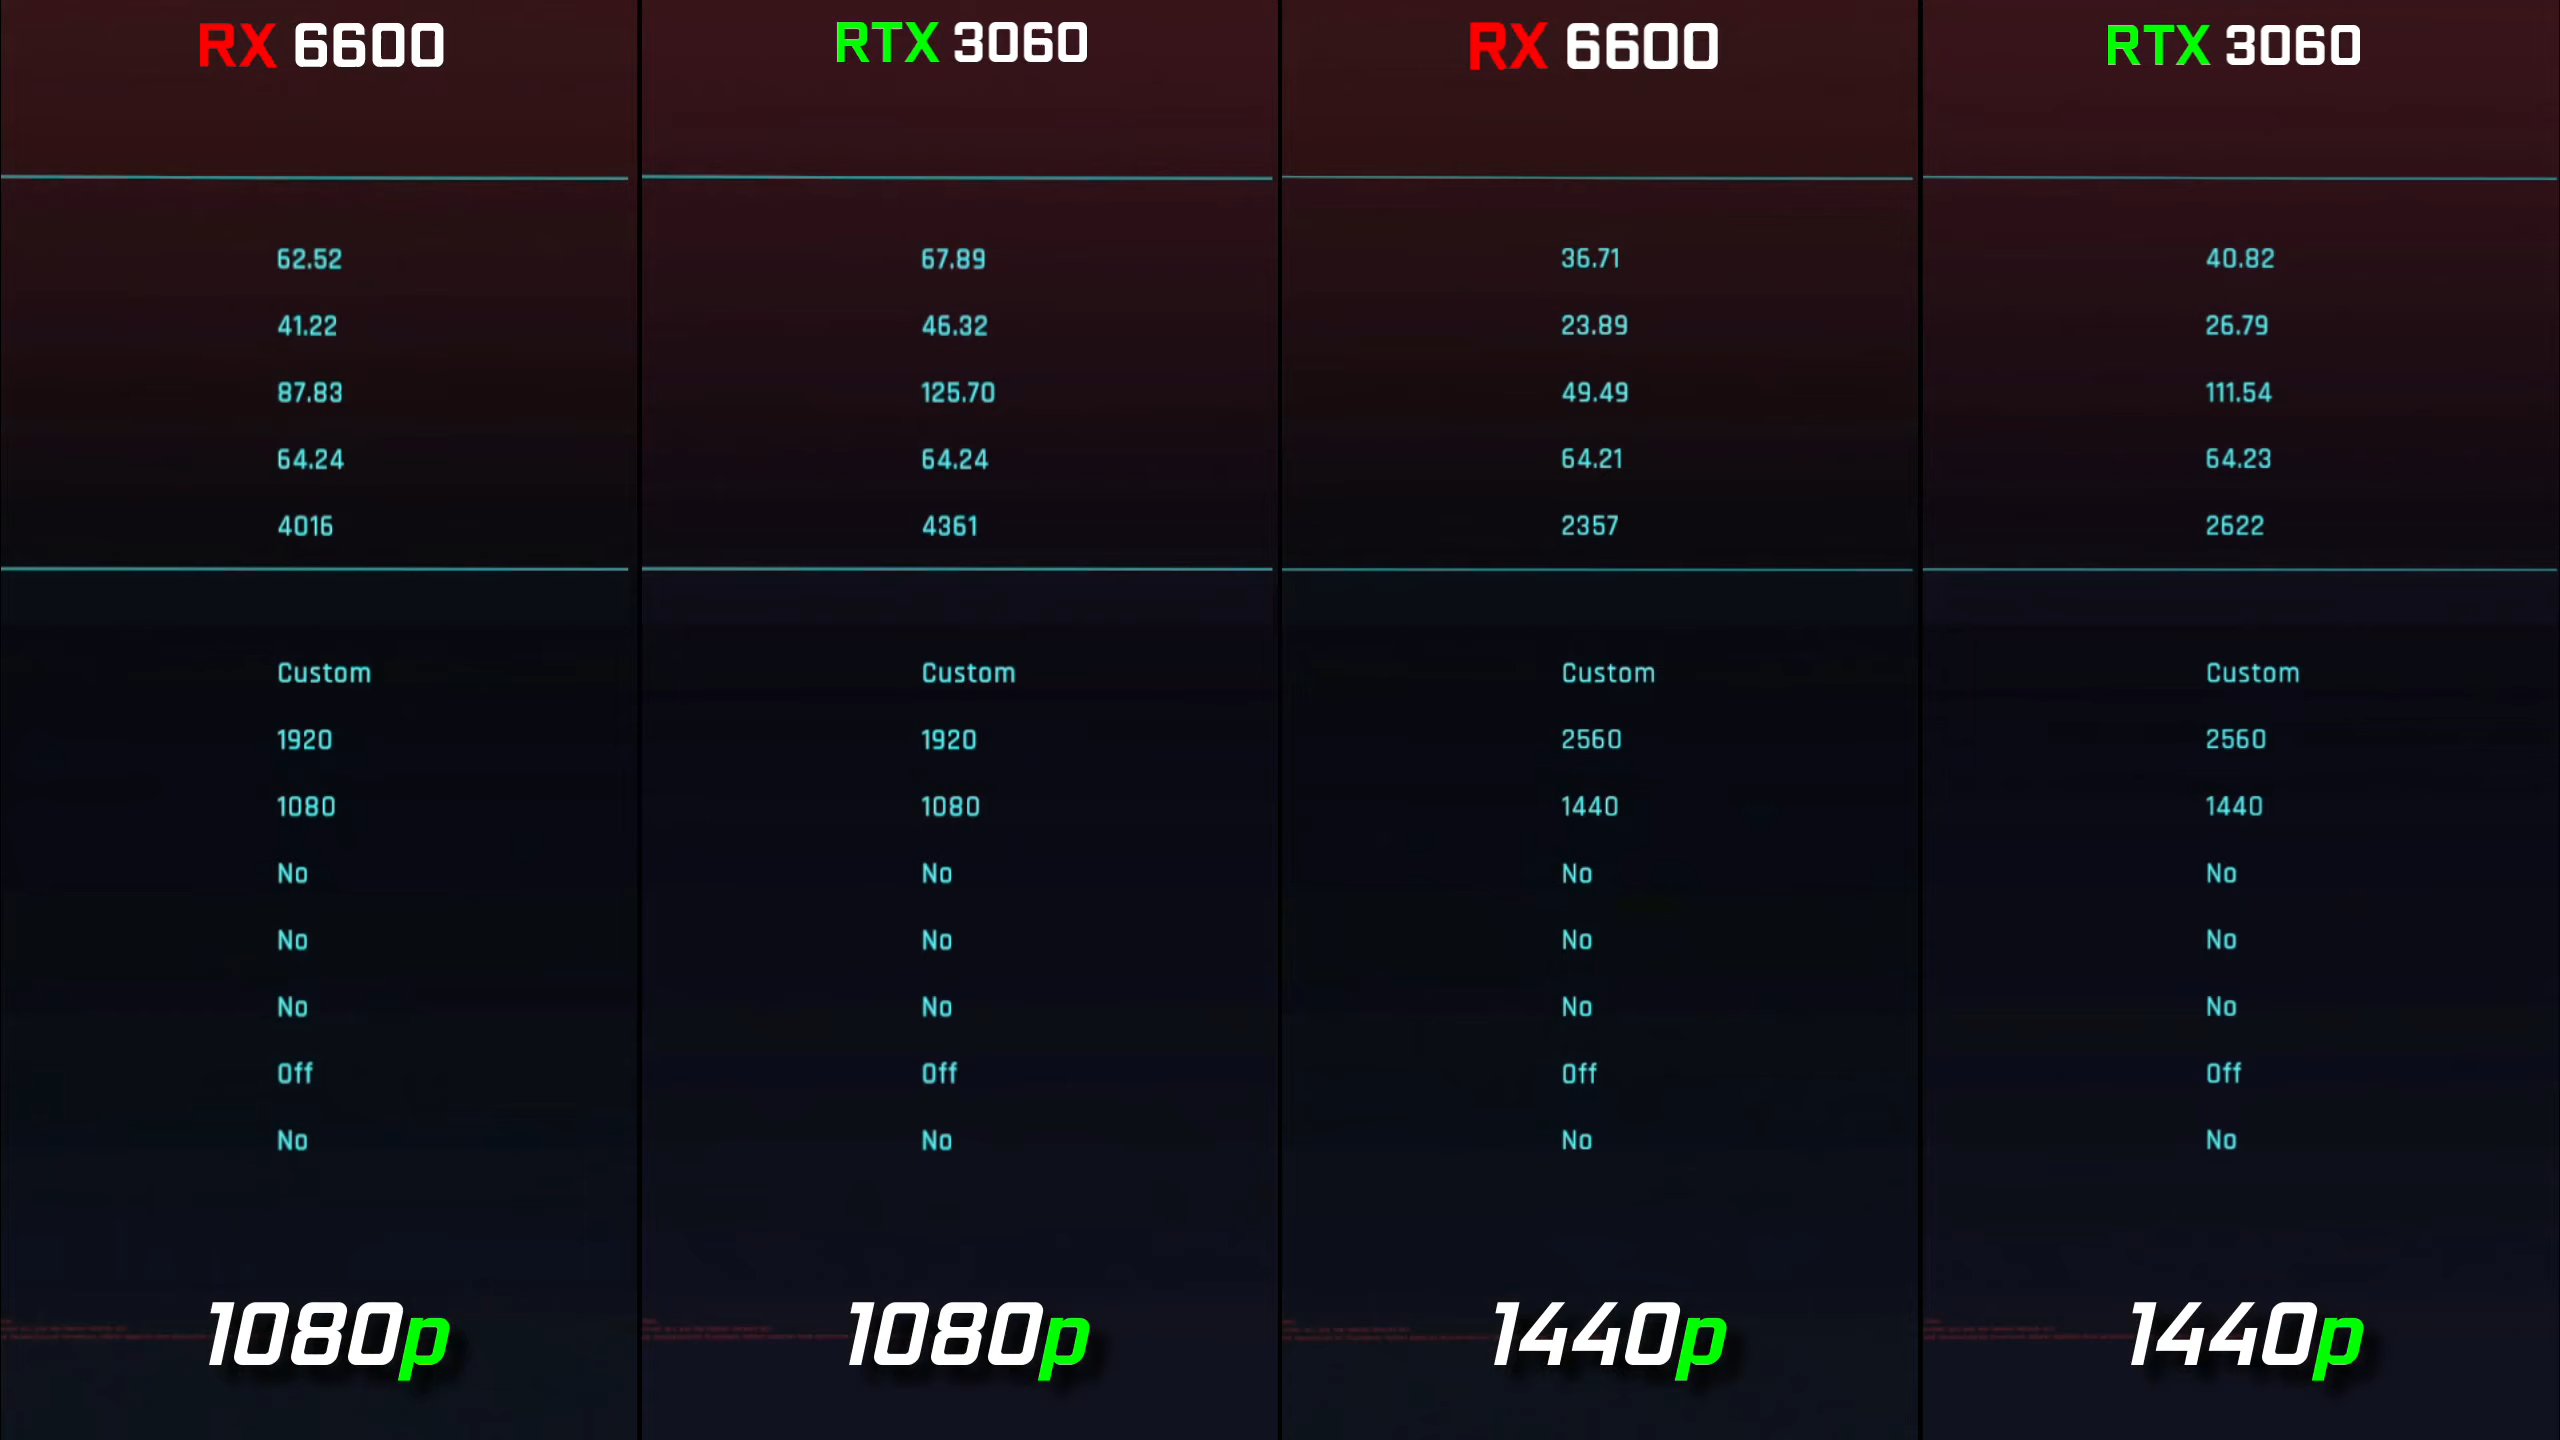 RX 6600
62.52
41.22
87.83
64.24
4016
Custom
1920
1080
No
No
No
Off
No
1080p
RTX 3060
67.89
46.32
125.70
64.24
4361
Custom
1920
1080
No
No
No
Off
No
1080p
RX 6600
36.71
23.89
49.49
64.21
2357
Custom
2560
1440
No
No
No
Off
No
1440p
RTX 3060
40.82
26.79
111.54
64.23
2622
Custom
2560
1440
No
No
No
Off
No
1440p